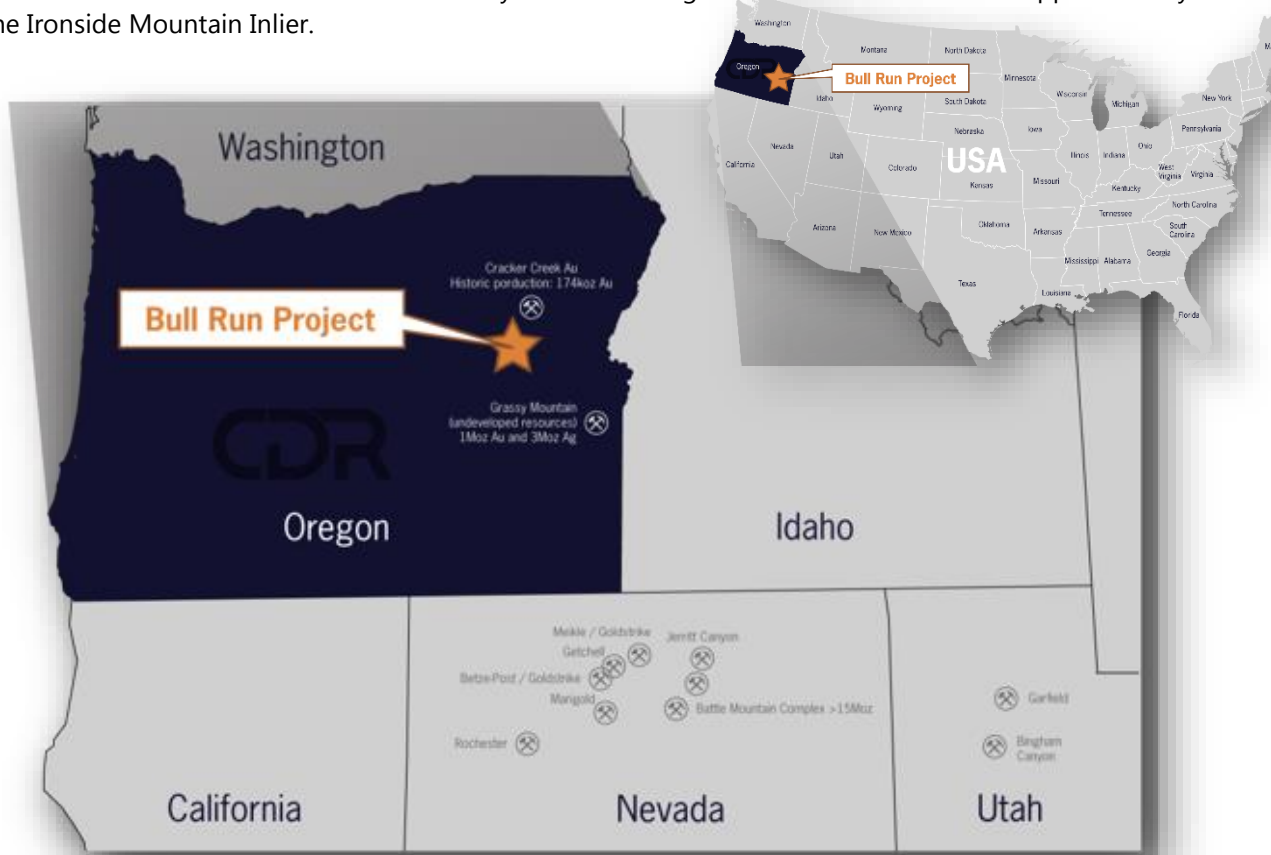 he Ironside Mountain Inlier.
Washington
Oregon
Bull Run Project
Idaho
Montana
North Dakota
Minnesota
Wisconsin
Michigan
New York
Wyoming
South Dakota
Nebraska
Iowa
Pennsylvania
Nevada
Utah
Colorado
USA
Kansas
Missouri
Illinois
Indiana
Ohio
West
Virginia
Virginia
California
Kentucky
Tennessee
North Carolina
South
Carolina
Arizona
New Mexico
Oklahoma
Arkansas
Mississippi
Alabama
Georgia
Texas
Louisiana
Florida
Washington
Cracker Creek Au
Historic porduction: 174koz Au
Bull Run Project
Grassy Mountain
(undeveloped resources)
1Moz Au and 3Moz Ag
CDR
Oregon
Idaho
Meikle / Goldstrike
Jerritt Canyon
Getchell
Betze-Post / Goldstrike
Marigold
Battle Mountain Complex >15Moz
Rochester
Garfield
Bingham
Canyon
California
Nevada
Utah